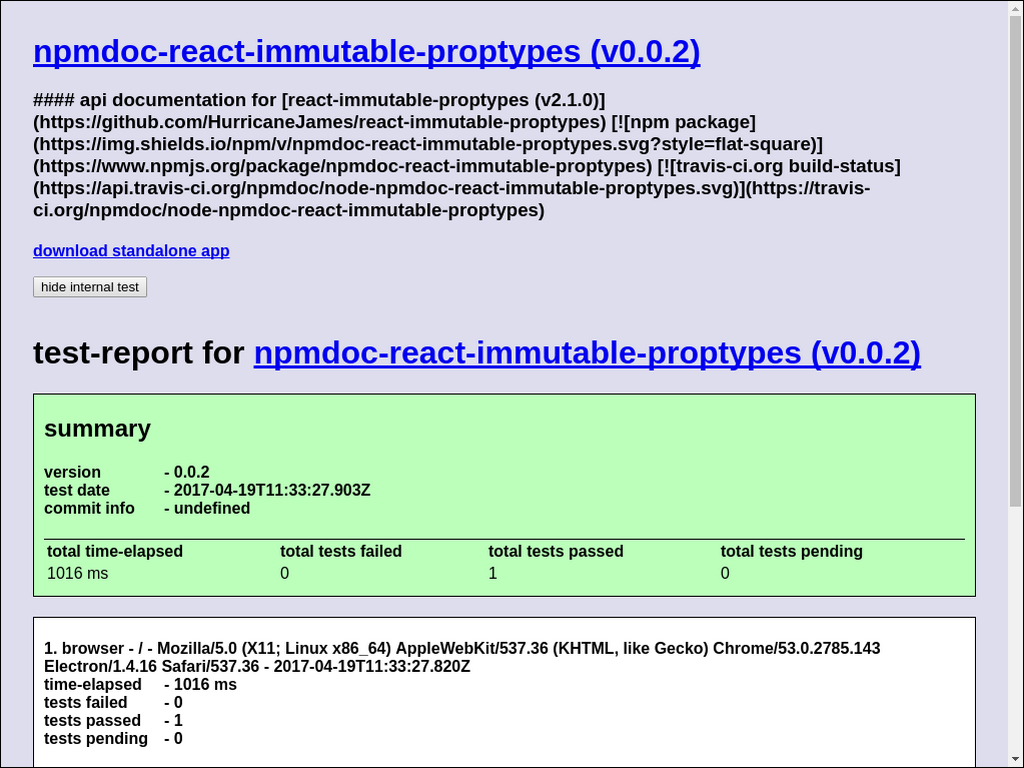 npmdoc-react-immutable-proptypes (v0.0.2)
#### api documentation for [react-immutable-proptypes (v2.1.0)]
(https://github.com/HurricaneJames/react-immutable-proptypes) [![npm package]
(https://img.shields.io/npm/v/npmdoc-react-immutable-proptypes.svg?style=flat-square)]
(https://www.npmjs.org/package/npmdoc-react-immutable-proptypes) [![travis-ci.org build-status]
(https://api.travis-ci.org/npmdoc/node-npmdoc-react-immutable-proptypes.svg)](https://travis-
ci.org/npmdoc/node-npmdoc-react-immutable-proptypes)
download standalone app
hide internal test
test-report for npmdoc-react-immutable-proptypes (v0.0.2)
summary
version - 0.0.2
test date - 2017-04-19T11:33:27.903Z
commit info - undefined
total time-elapsed total tests failed total tests passed total tests pending
1016 ms 0 1 0
1. browser - / - Mozilla/5.0 (X11; Linux x86_64) AppleWebKit/537.36 (KHTML, like Gecko) Chrome/53.0.2785.143
Electron/1.4.16 Safari/537.36 - 2017-04-19T11:33:27.820Z
time-elapsed - 1016 ms
tests failed - 0
tests passed - 1
tests pending - 0